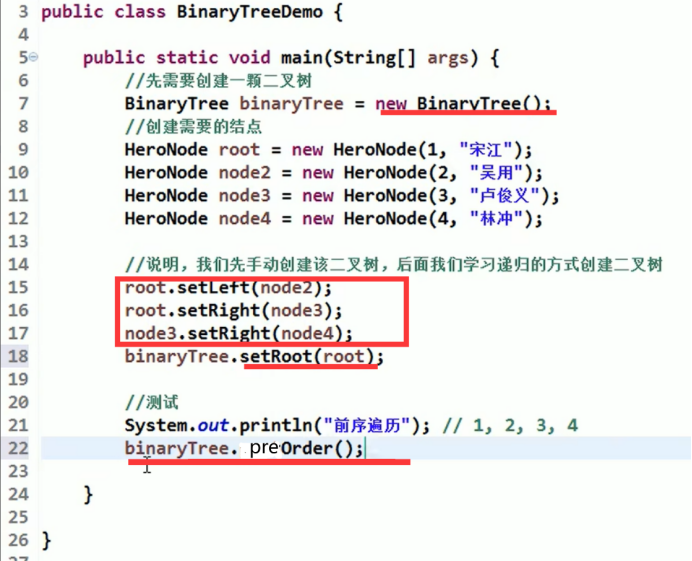 3 public class BinaryTreeDemo {
4
5 public static void main(String[] args) {
6 //先需要创建一颗二叉树
7 BinaryTree binaryTree = new BinaryTree();
8 //创建需要的结点
9 HeroNode root = new HeroNode(1, "宋江");
10 HeroNode node2 = new HeroNode(2, "吴用");
11 HeroNode node3 = new HeroNode(3, "卢俊义");
12 HeroNode node4 = new HeroNode(4, "林冲");
13
14 //说明，我们先手动创建该二叉树，后面我们学习递归的方式创建二叉树
15 root.setLeft(node2);
16 root.setRight(node3);
17 node3.setRight(node4);
18 binaryTree.setRoot(root);
19
20 //测试
21 System.out.println("前序遍历"); // 1, 2, 3, 4
22 binaryTree. preOrder();
23
24 }
25
26 }